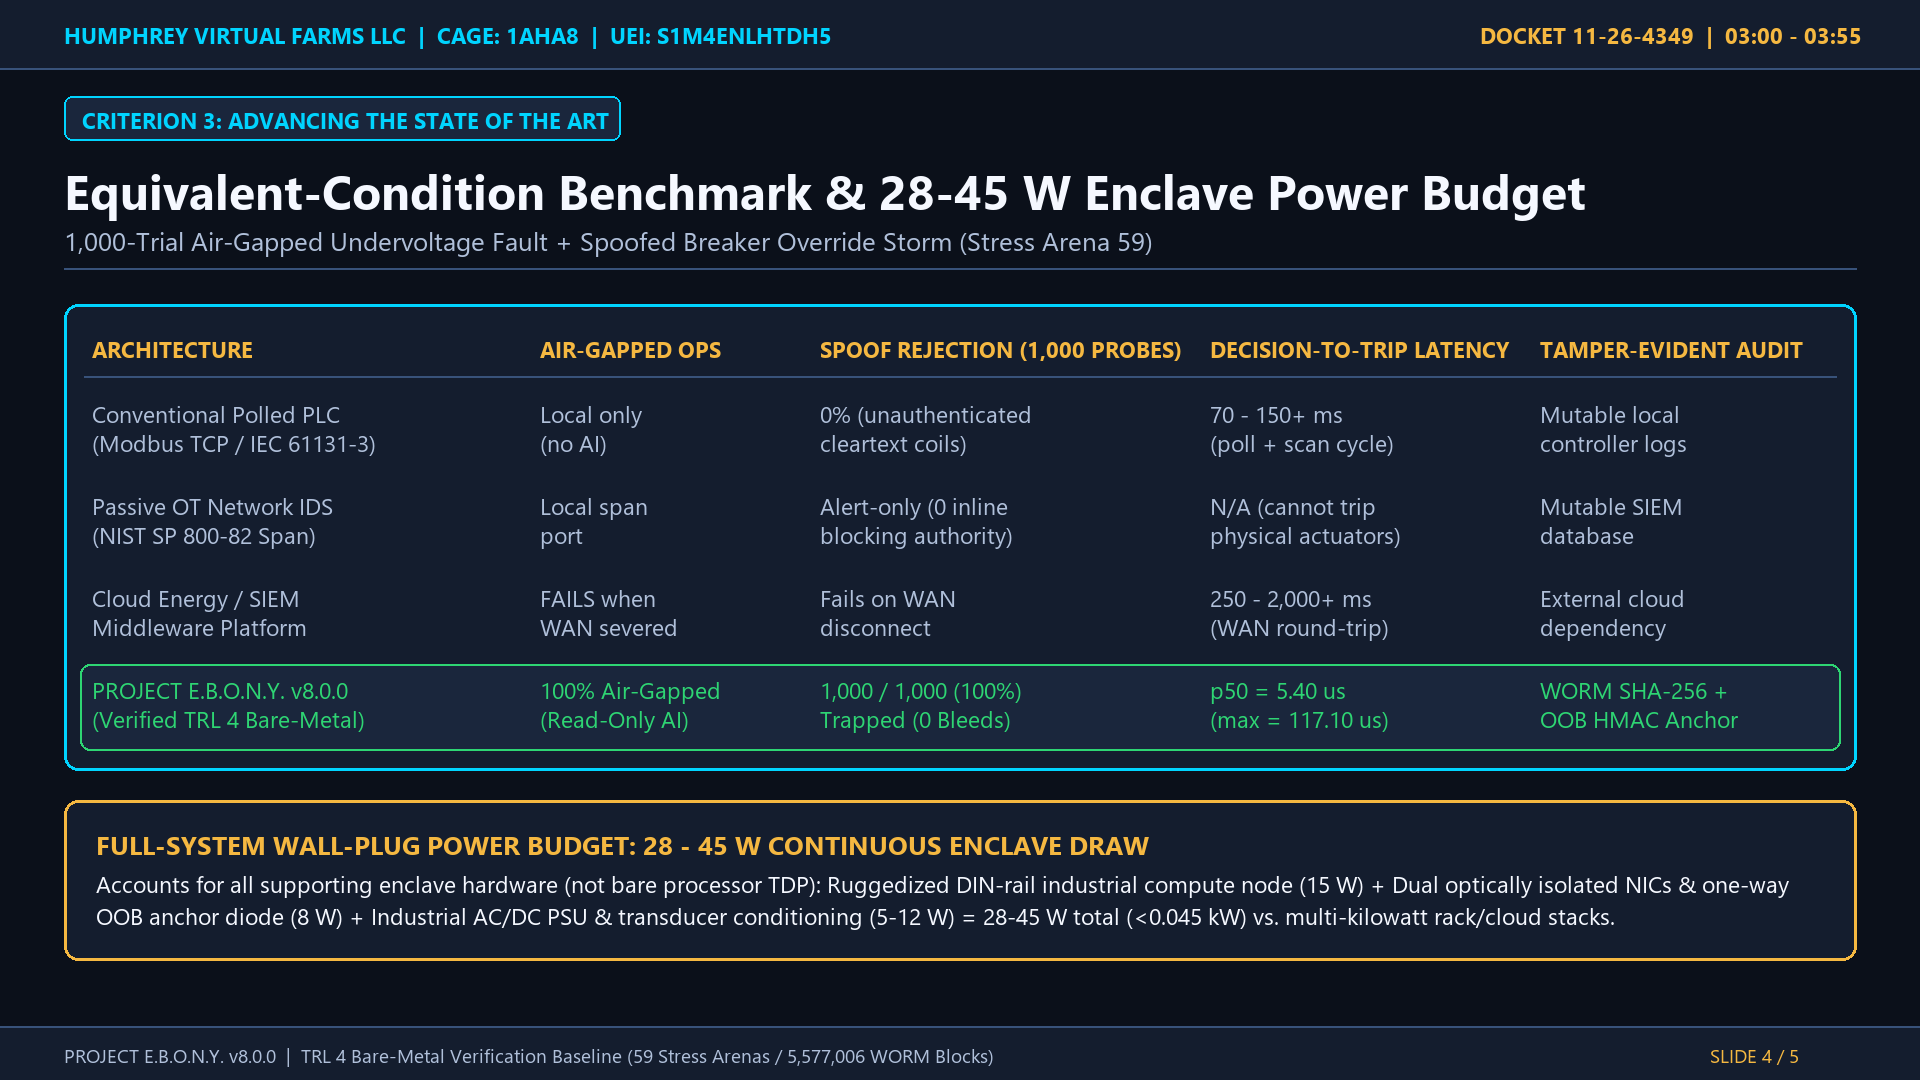 HUMPHREY VIRTUAL FARMS LLC | CAGE: 1AHA8 | UEI: S1M4ENLHTDH5
DOCKET 11-26-4349 | 03:00 - 03:55
CRITERION 3: ADVANCING THE STATE OF THE ART
Equivalent-Condition Benchmark & 28-45 W Enclave Power Budget
1,000-Trial Air-Gapped Undervoltage Fault + Spoofed Breaker Override Storm (Stress Arena 59)
ARCHITECTURE
AIR-GAPPED OPS
SPOOF REJECTION (1,000 PROBES)
DECISION-TO-TRIP LATENCY
TAMPER-EVIDENT AUDIT
Conventional Polled PLC
(Modbus TCP / IEC 61131-3)
Local only
(no AI)
0% (unauthenticated
cleartext coils)
70 - 150+ ms
(poll + scan cycle)
Mutable local
controller logs
Passive OT Network IDS
(NIST SP 800-82 Span)
Local span
port
Alert-only (0 inline
blocking authority)
N/A (cannot trip
physical actuators)
Mutable SIEM
database
Cloud Energy / SIEM
Middleware Platform
FAILS when
WAN severed
Fails on WAN
disconnect
250 - 2,000+ ms
(WAN round-trip)
External cloud
dependency
PROJECT E.B.O.N.Y. v8.0.0
(Verified TRL 4 Bare-Metal)
100% Air-Gapped
(Read-Only AI)
1,000 / 1,000 (100%)
Trapped (0 Bleeds)
p50 = 5.40 us
(max = 117.10 us)
WORM SHA-256 +
OOB HMAC Anchor
FULL-SYSTEM WALL-PLUG POWER BUDGET: 28 - 45 W CONTINUOUS ENCLAVE DRAW
Accounts for all supporting enclave hardware (not bare processor TDP): Ruggedized DIN-rail industrial compute node (15 W) + Dual optically isolated NICs & one-way
OOB anchor diode (8 W) + Industrial AC/DC PSU & transducer conditioning (5-12 W) = 28-45 W total (<0.045 kW) vs. multi-kilowatt rack/cloud stacks.
PROJECT E.B.O.N.Y. v8.0.0 | TRL 4 Bare-Metal Verification Baseline (59 Stress Arenas / 5,577,006 WORM Blocks)
SLIDE 4 / 5